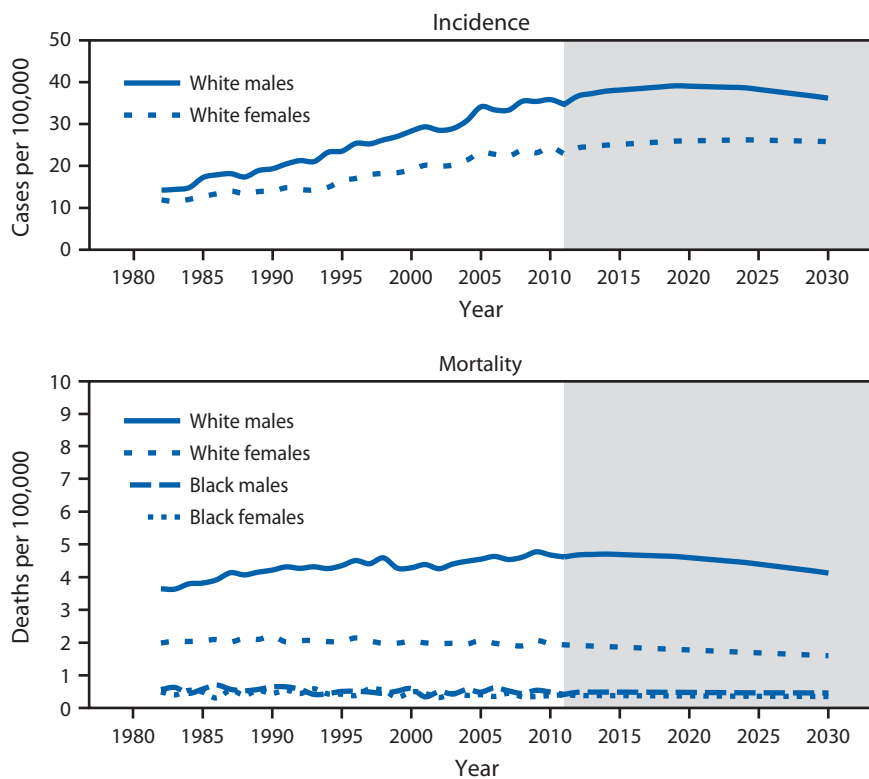 Incidence
Cases per 100,000
50
40
30
20
10
0
White males
White females
1980 1985 1990 1995 2000 2005 2010 2015 2020 2025 2030
Year
Mortality
Deaths per 100,000
10
9
8
7
6
5
4
3
2
1
0
White males
White females
Black males
Black females
1980 1985 1990 1995 2000 2005 2010 2015 2020 2025 2030
Year